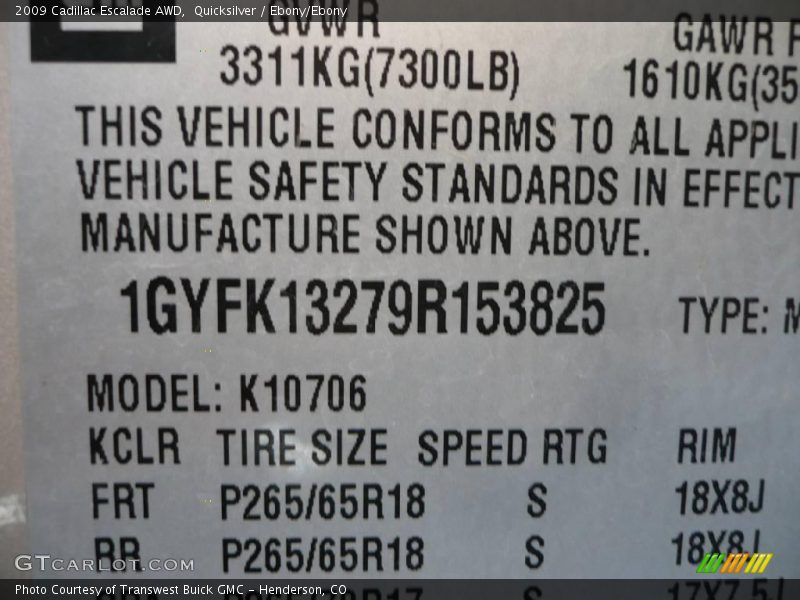 2009 Cadillac Escalade AWD, Quicksilver / Ebony/Ebony
GVWR GAWR
3311KG(7300LB) 1610KG(35
THIS VEHICLE CONFORMS TO ALL APPLI
VEHICLE SAFETY STANDARDS IN EFFECT
MANUFACTURE SHOWN ABOVE.
1GYFK13279R153825 TYPE: M
MODEL: K10706
KCLR TIRE SIZE SPEED RTG RIM
FRT P265/65R18 S 18X8J
RR P265/65R18 S 18X8J
GTCARLOT.COM
Photo Courtesy of Transwest Buick GMC - Henderson, CO